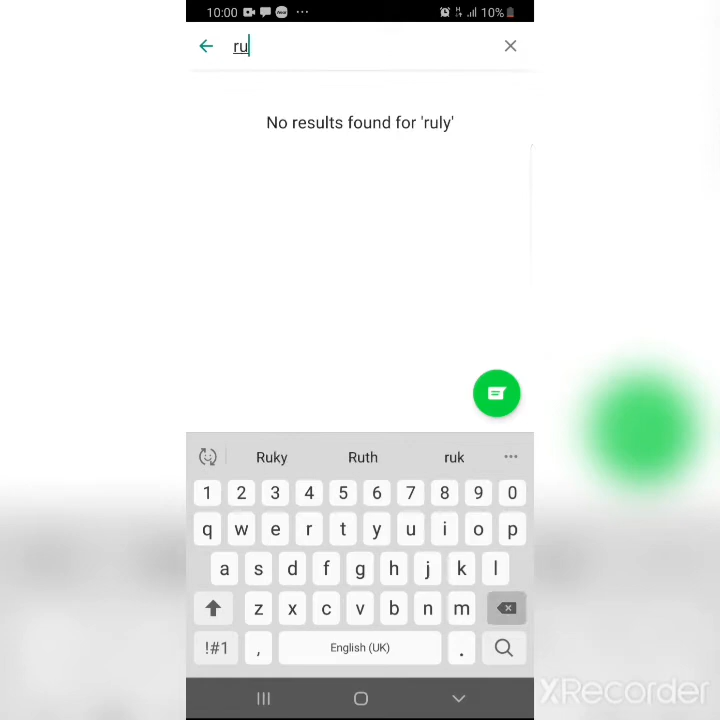 10:00
10%
ru
No results found for 'ruly'
Ruky Ruth ruk
1 2 3 4 5 6 7 8 9 0
q w e r t y u i o p
a s d f g h j k l
z x c v b n m
!#1 , English (UK) .
XRecorder